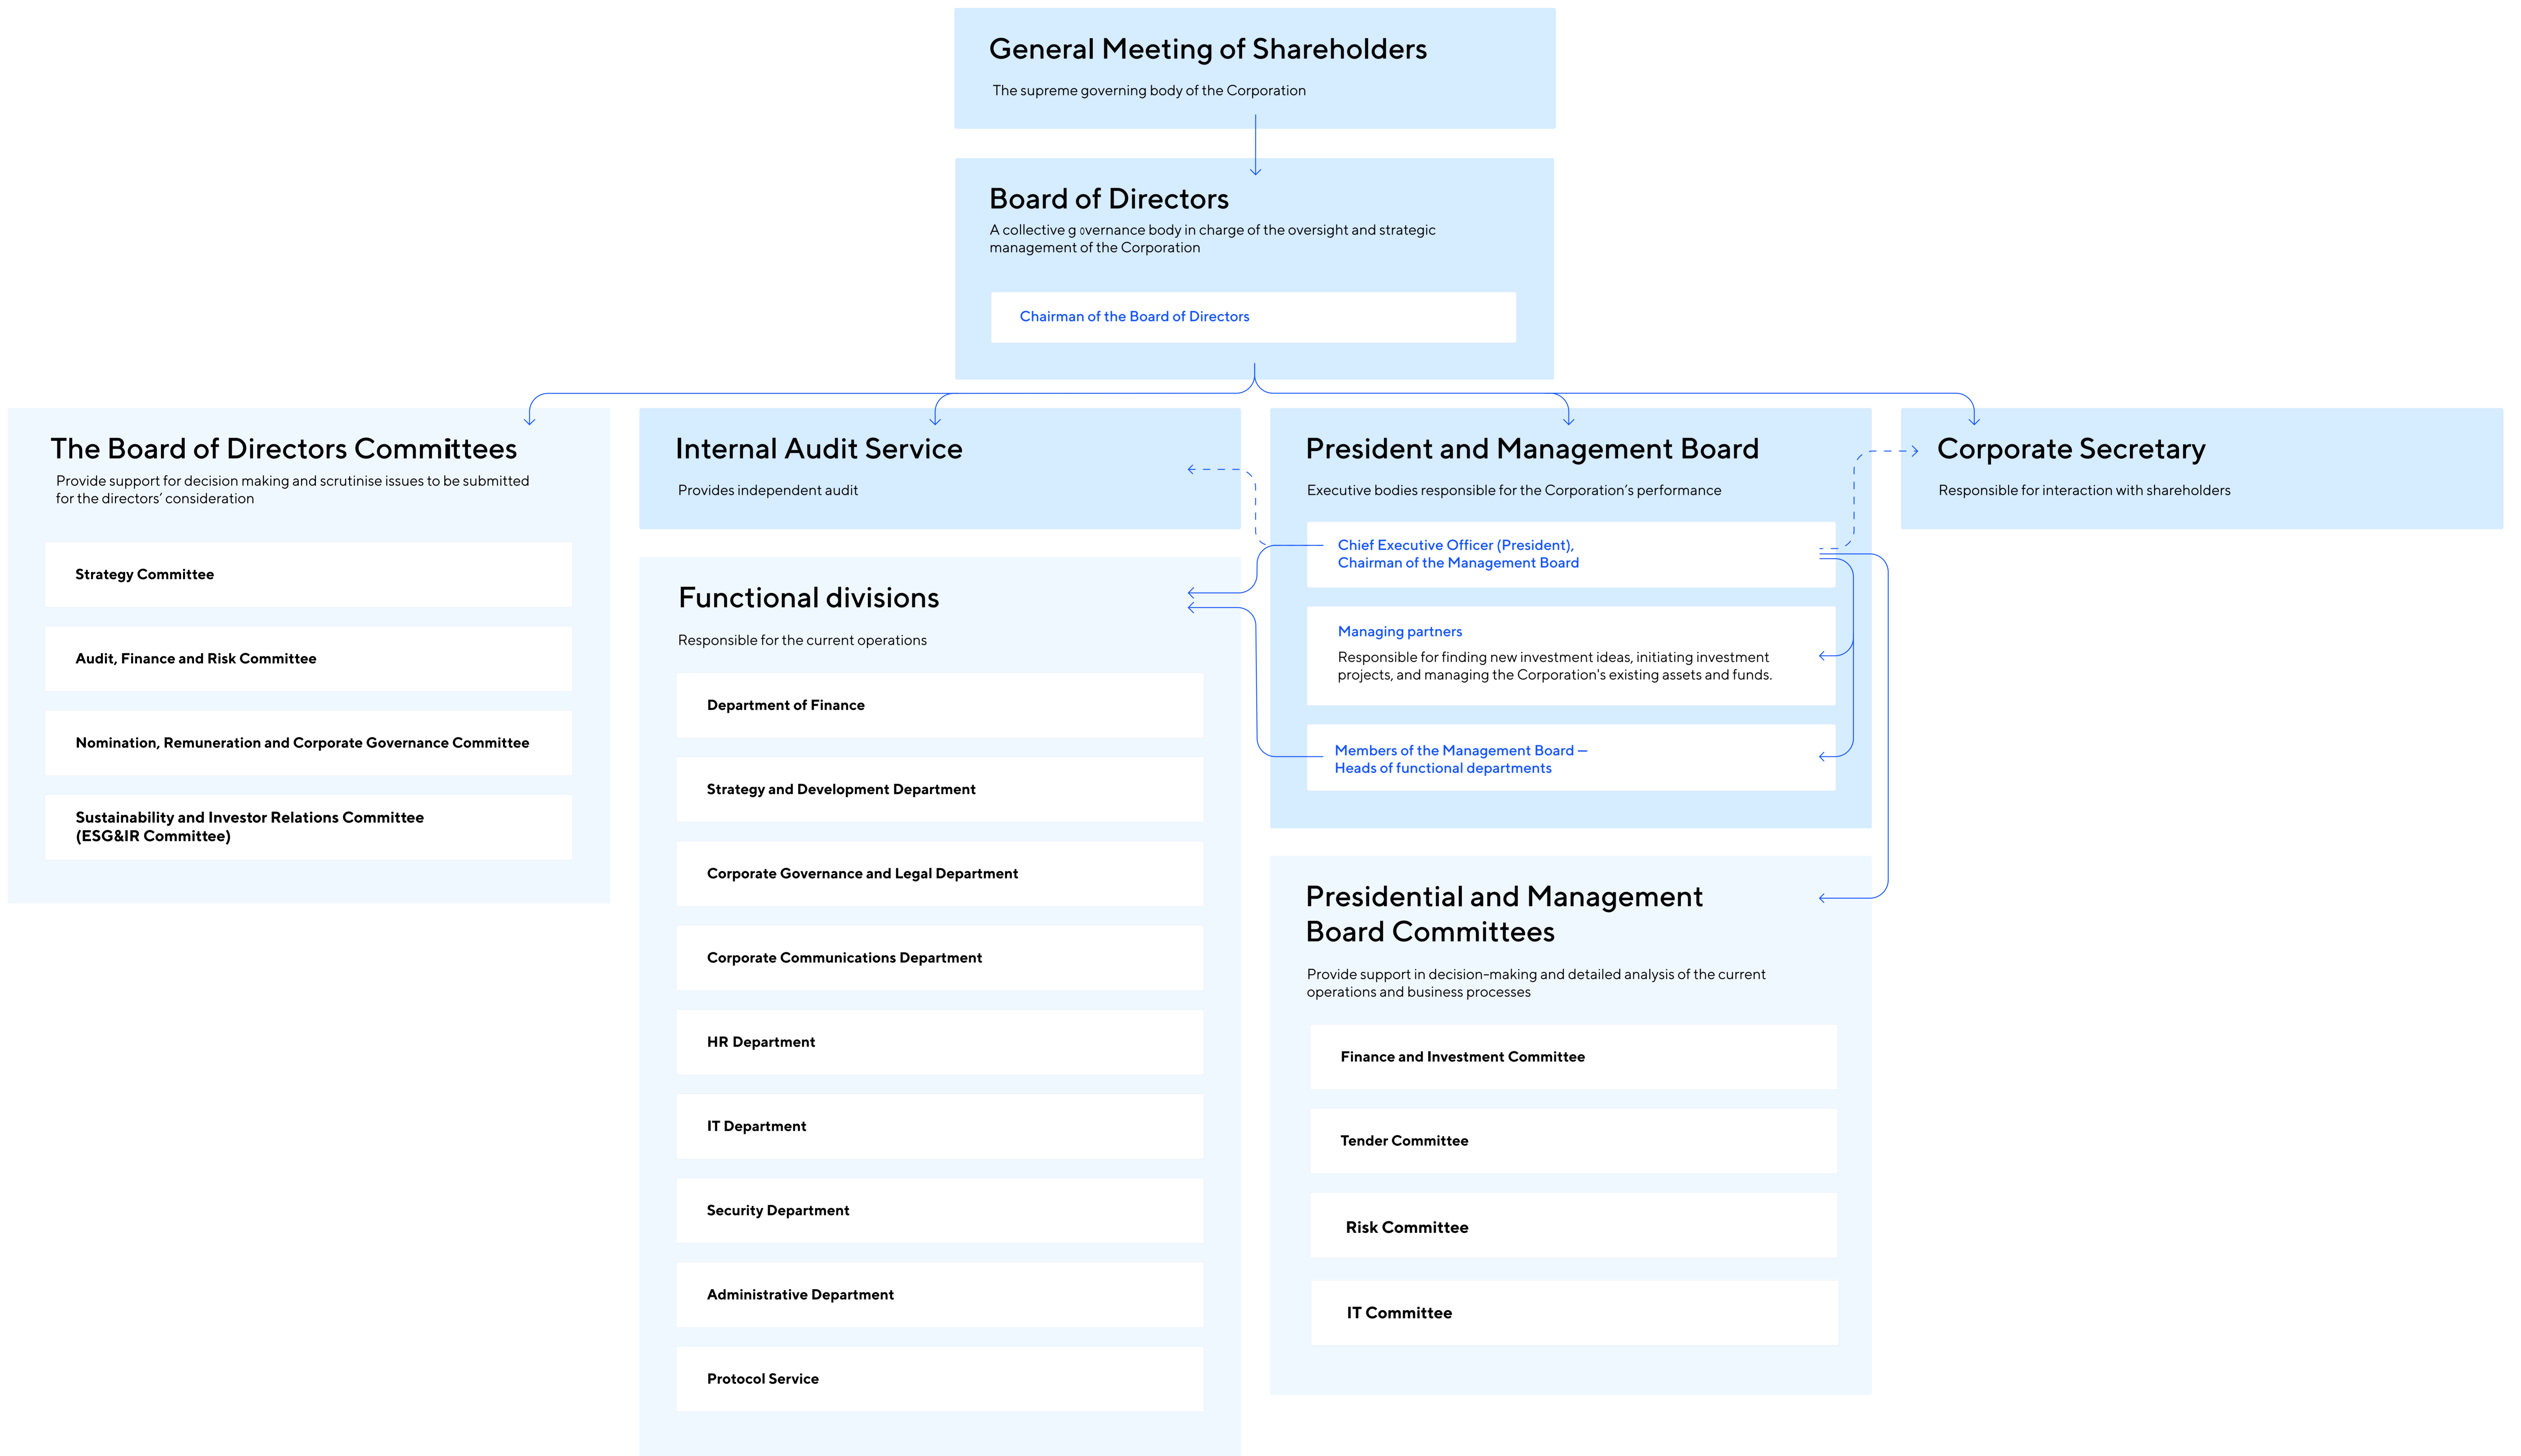 General Meeting of Shareholders
The supreme governing body of the Corporation
Board of Directors
A collective g overnance body in charge of the oversight and strategic
management of the Corporation
Chairman of the Board of Directors
The Board of Directors Committees
Provide support for decision making and scrutinise issues to be submitted
for the directors’ consideration
Strategy Committee
Audit, Finance and Risk Committee
Nomination, Remuneration and Corporate Governance Committee
Sustainability and Investor Relations Committee
(ESG&IR Committee)
Internal Audit Service
Provides independent audit
Functional divisions
Responsible for the current operations
Department of Finance
Strategy and Development Department
Corporate Governance and Legal Department
Corporate Communications Department
HR Department
IT Department
Security Department
Administrative Department
Protocol Service
President and Management Board
Executive bodies responsible for the Corporation’s performance
Chief Executive Officer (President),
Chairman of the Management Board
Managing partners
Responsible for finding new investment ideas, initiating investment
projects, and managing the Corporation's existing assets and funds.
Members of the Management Board —
Heads of functional departments
Presidential and Management
Board Committees
Provide support in decision-making and detailed analysis of the current
operations and business processes
Finance and Investment Committee
Tender Committee
Risk Committee
IT Committee
Corporate Secretary
Responsible for interaction with shareholders